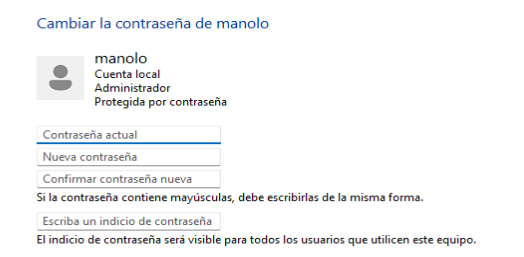 Cambiar la contraseña de manolo
manolo
Cuenta local
Administrador
Protegida por contraseña
Contraseña actual
Nueva contraseña
Confirmar contraseña nueva
Si la contraseña contiene mayúsculas, debe escribirlas de la misma forma.
Escriba un indicio de contraseña
El indicio de contraseña será visible para todos los usuarios que utilicen este equipo.